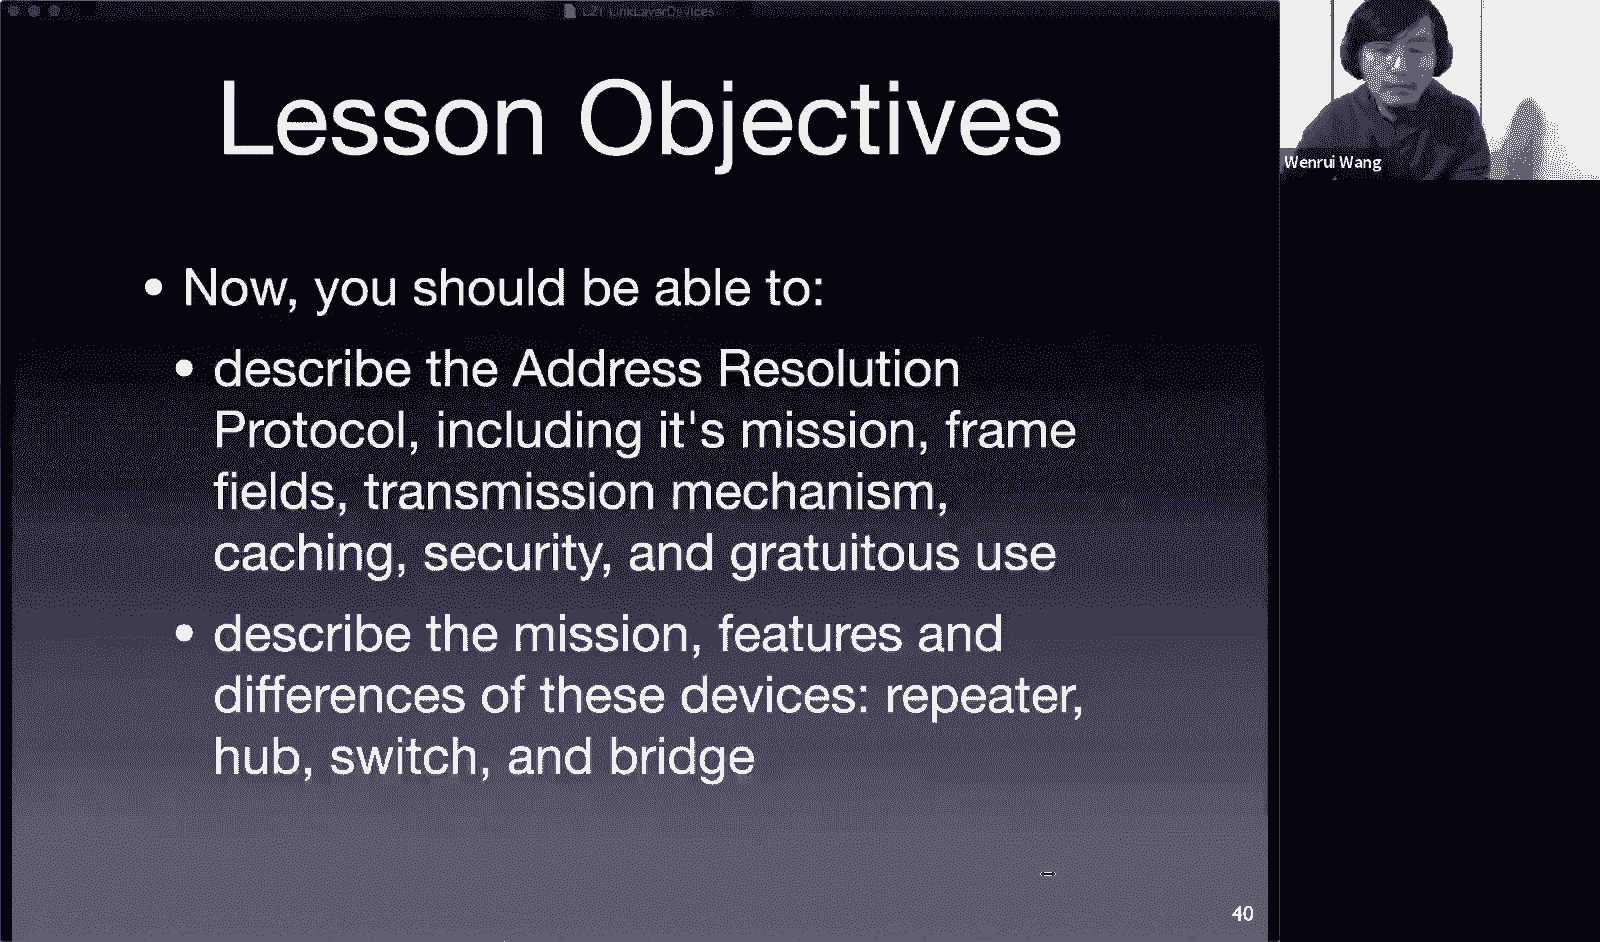 L21 LinkLayerDevices
Lesson Objectives
Wenrui Wang
• Now, you should be able to:
• describe the Address Resolution
Protocol, including it's mission, frame
fields, transmission mechanism,
caching, security, and gratuitous use
• describe the mission, features and
differences of these devices: repeater,
hub, switch, and bridge
40